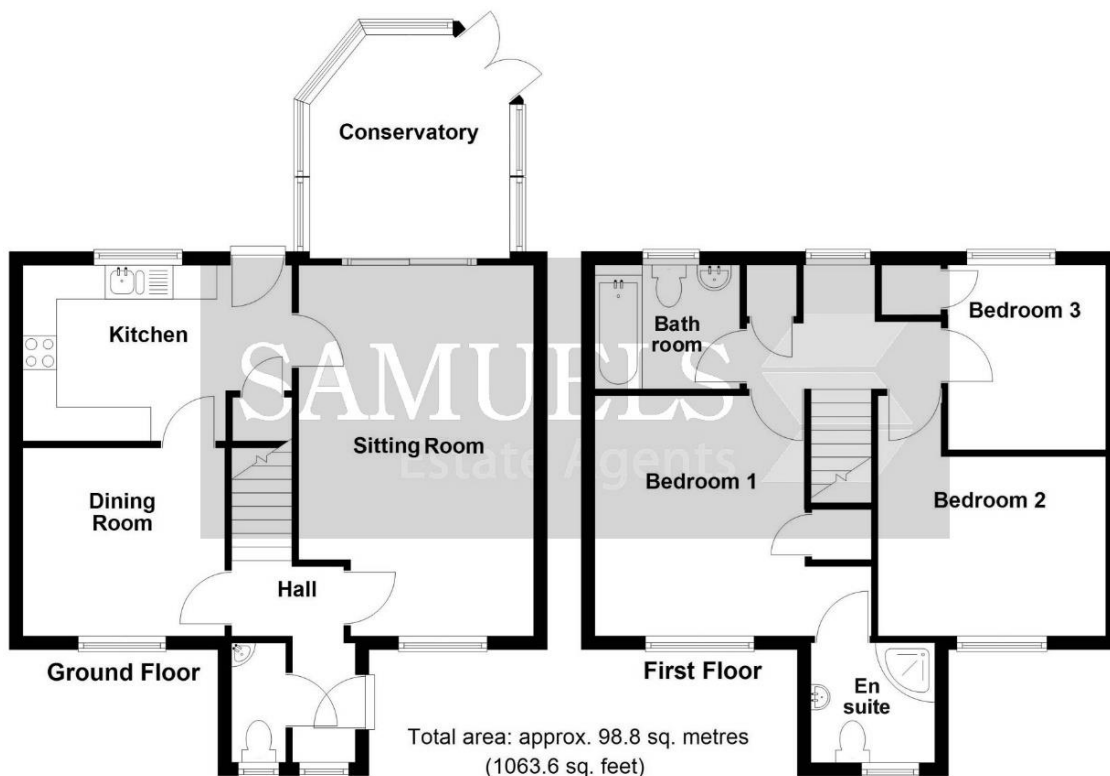 Conservatory
Kitchen
Sitting Room
Dining
Room
Hall
Ground Floor
Bath
room
Bedroom 3
Bedroom 1
Bedroom 2
En
suite
First Floor
SAMUELS
Estate Agents
Total area: approx. 98.8 sq. metres
(1063.6 sq. feet)